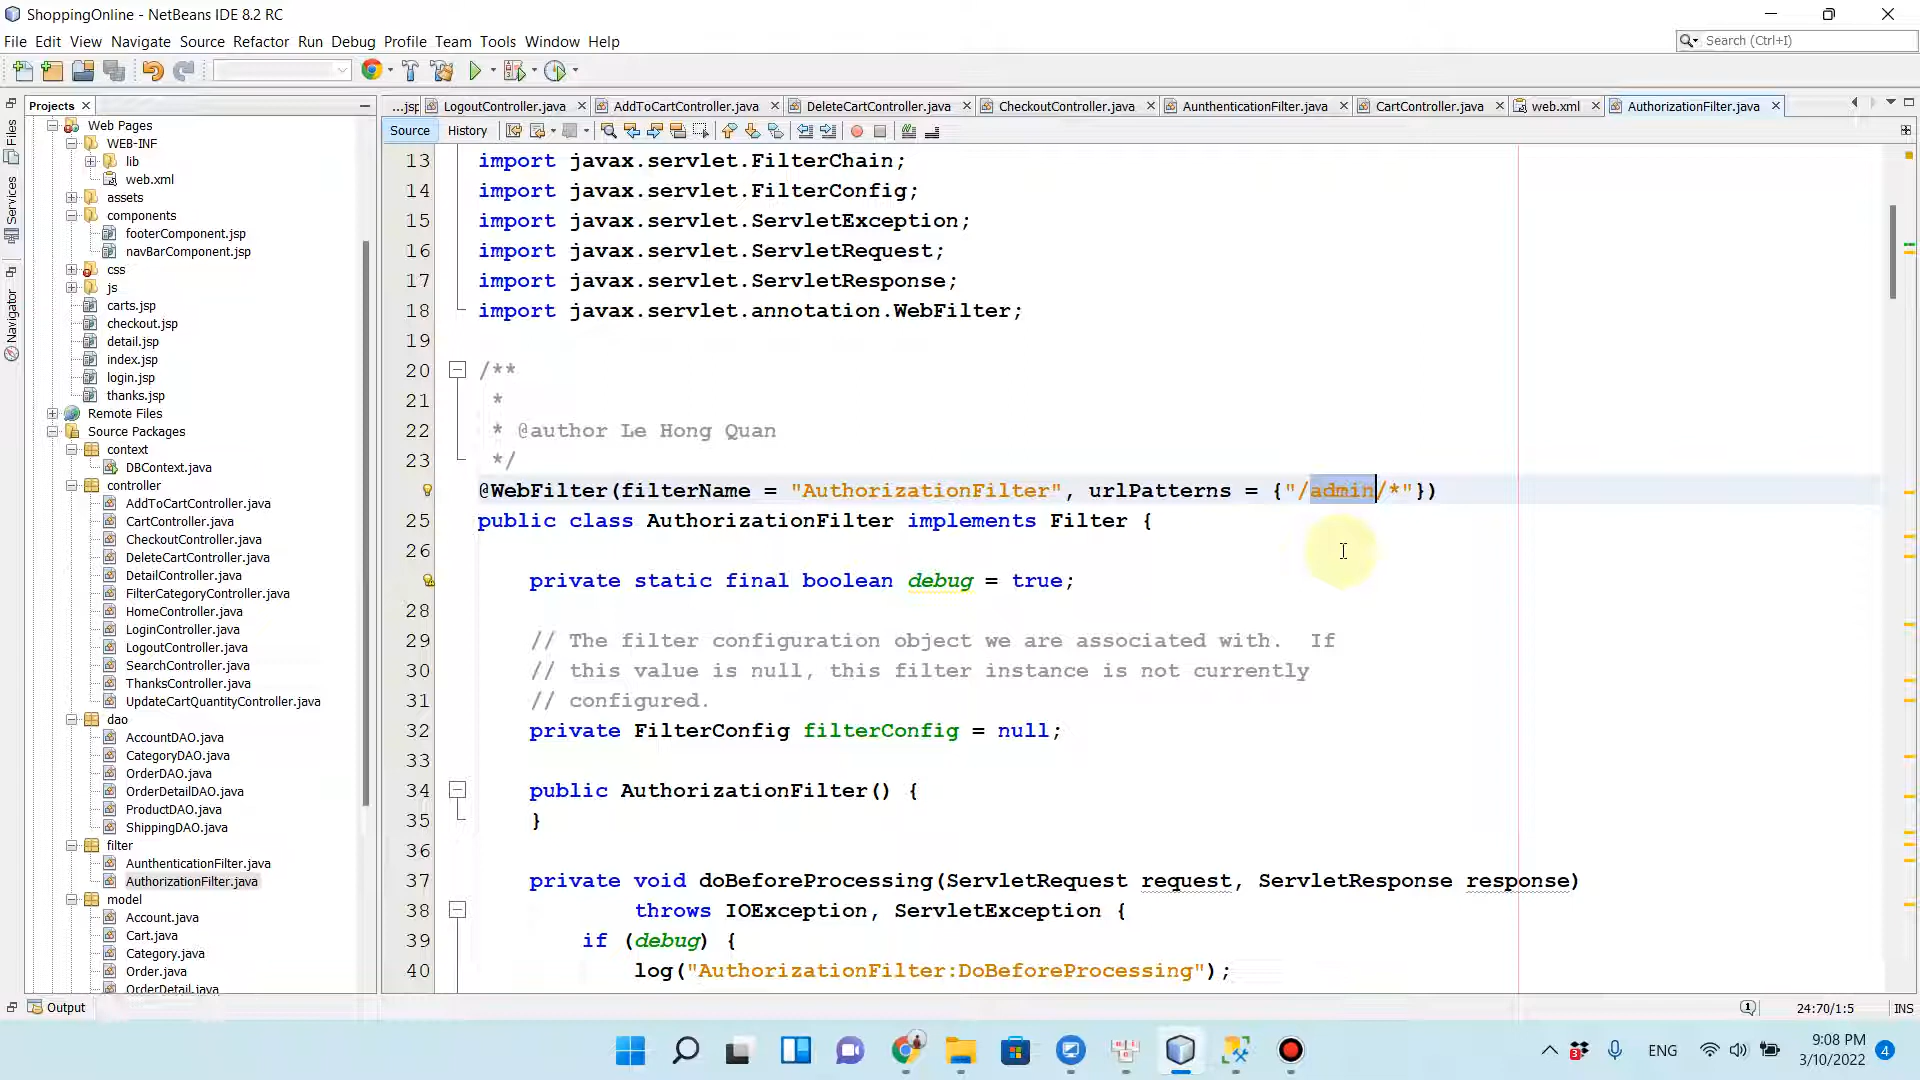 ShoppingOnline - NetBeans IDE 8.2 RC
File Edit View Navigate Source Refactor Run Debug Profile Team Tools Window Help
Search (Ctrl+I)
Projects
...jsp LogoutController.java AddToCartController.java DeleteCartController.java CheckoutController.java AunthenticationFilter.java CartController.java web.xml AuthorizationFilter.java
Source History
Files
Services
Navigator
Web Pages
WEB-INF
lib
web.xml
assets
components
footerComponent.jsp
navBarComponent.jsp
css
js
carts.jsp
checkout.jsp
detail.jsp
index.jsp
login.jsp
thanks.jsp
Remote Files
Source Packages
context
DBContext.java
controller
AddToCartController.java
CartController.java
CheckoutController.java
DeleteCartController.java
DetailController.java
FilterCategoryController.java
HomeController.java
LoginController.java
LogoutController.java
SearchController.java
ThanksController.java
UpdateCartQuantityController.java
dao
AccountDAO.java
CategoryDAO.java
OrderDAO.java
OrderDetailDAO.java
ProductDAO.java
ShippingDAO.java
filter
AunthenticationFilter.java
AuthorizationFilter.java
model
Account.java
Cart.java
Category.java
Order.java
OrderDetail.java
13 import javax.servlet.FilterChain;
14 import javax.servlet.FilterConfig;
15 import javax.servlet.ServletException;
16 import javax.servlet.ServletRequest;
17 import javax.servlet.ServletResponse;
18 import javax.servlet.annotation.WebFilter;
19
20 /**
21 *
22 * @author Le Hong Quan
23 */
@WebFilter(filterName = "AuthorizationFilter", urlPatterns = {"/admin/*"})
25 public class AuthorizationFilter implements Filter {
26
private static final boolean debug = true;
28
29 // The filter configuration object we are associated with. If
30 // this value is null, this filter instance is not currently
31 // configured.
32 private FilterConfig filterConfig = null;
33
34 public AuthorizationFilter() {
35 }
36
37 private void doBeforeProcessing(ServletRequest request, ServletResponse response)
38 throws IOException, ServletException {
39 if (debug) {
40 log("AuthorizationFilter:DoBeforeProcessing");
Output
24:70/1:5 INS
ENG
9:08 PM
3/10/2022
3
4